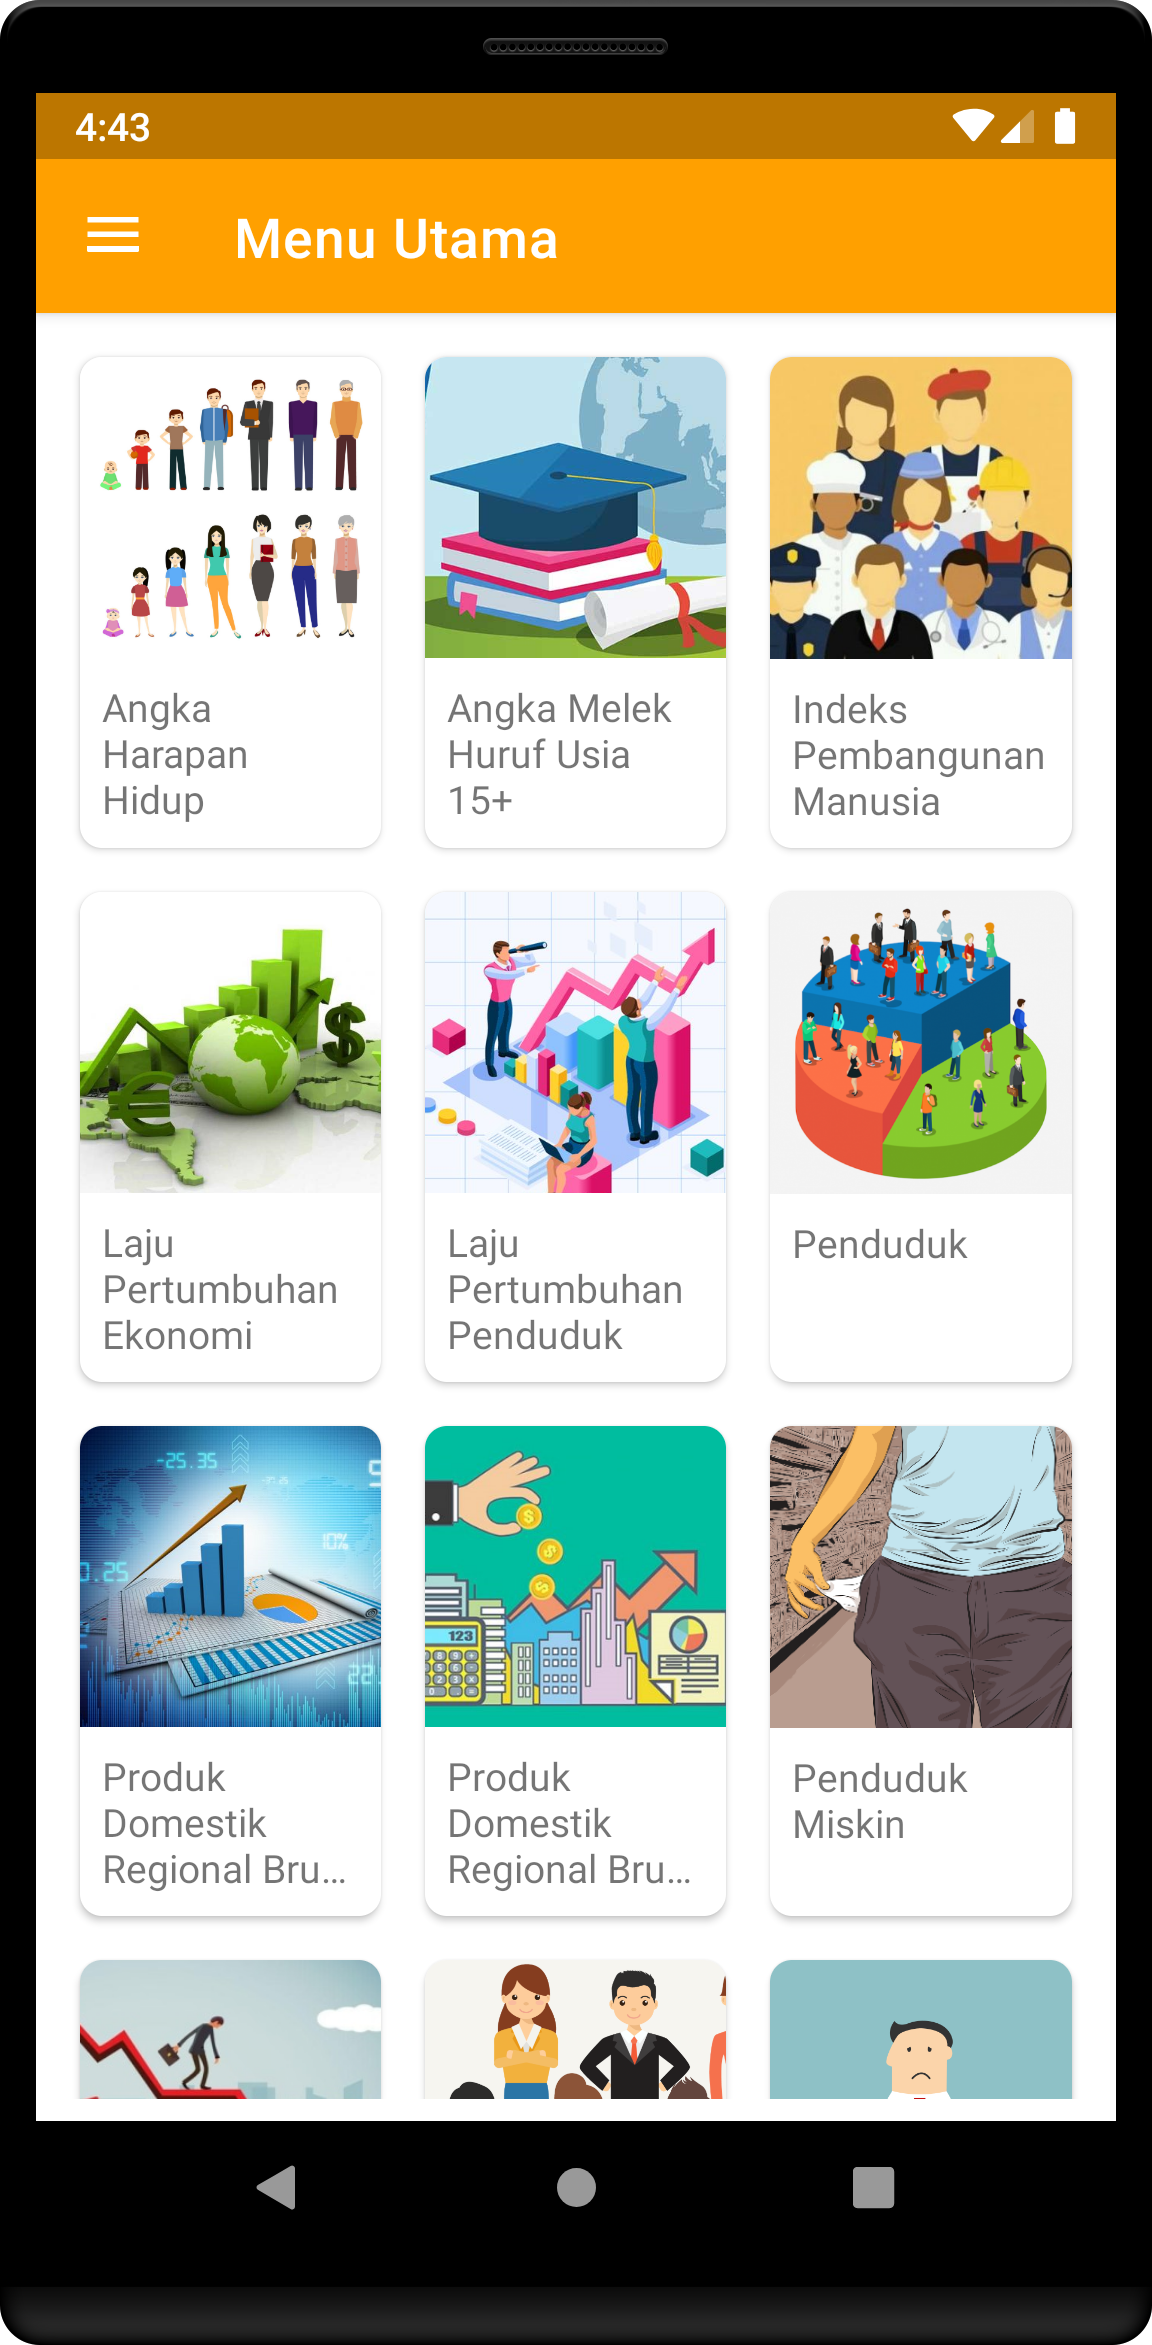 4:43
Menu Utama
Angka
Harapan
Hidup
Angka Melek
Huruf Usia
15+
Indeks
Pembangunan
Manusia
Laju
Pertumbuhan
Ekonomi
Laju
Pertumbuhan
Penduduk
Penduduk
-25.35
10%
0.25
22
123
Produk
Domestik
Regional Bru...
Produk
Domestik
Regional Bru...
Penduduk
Miskin